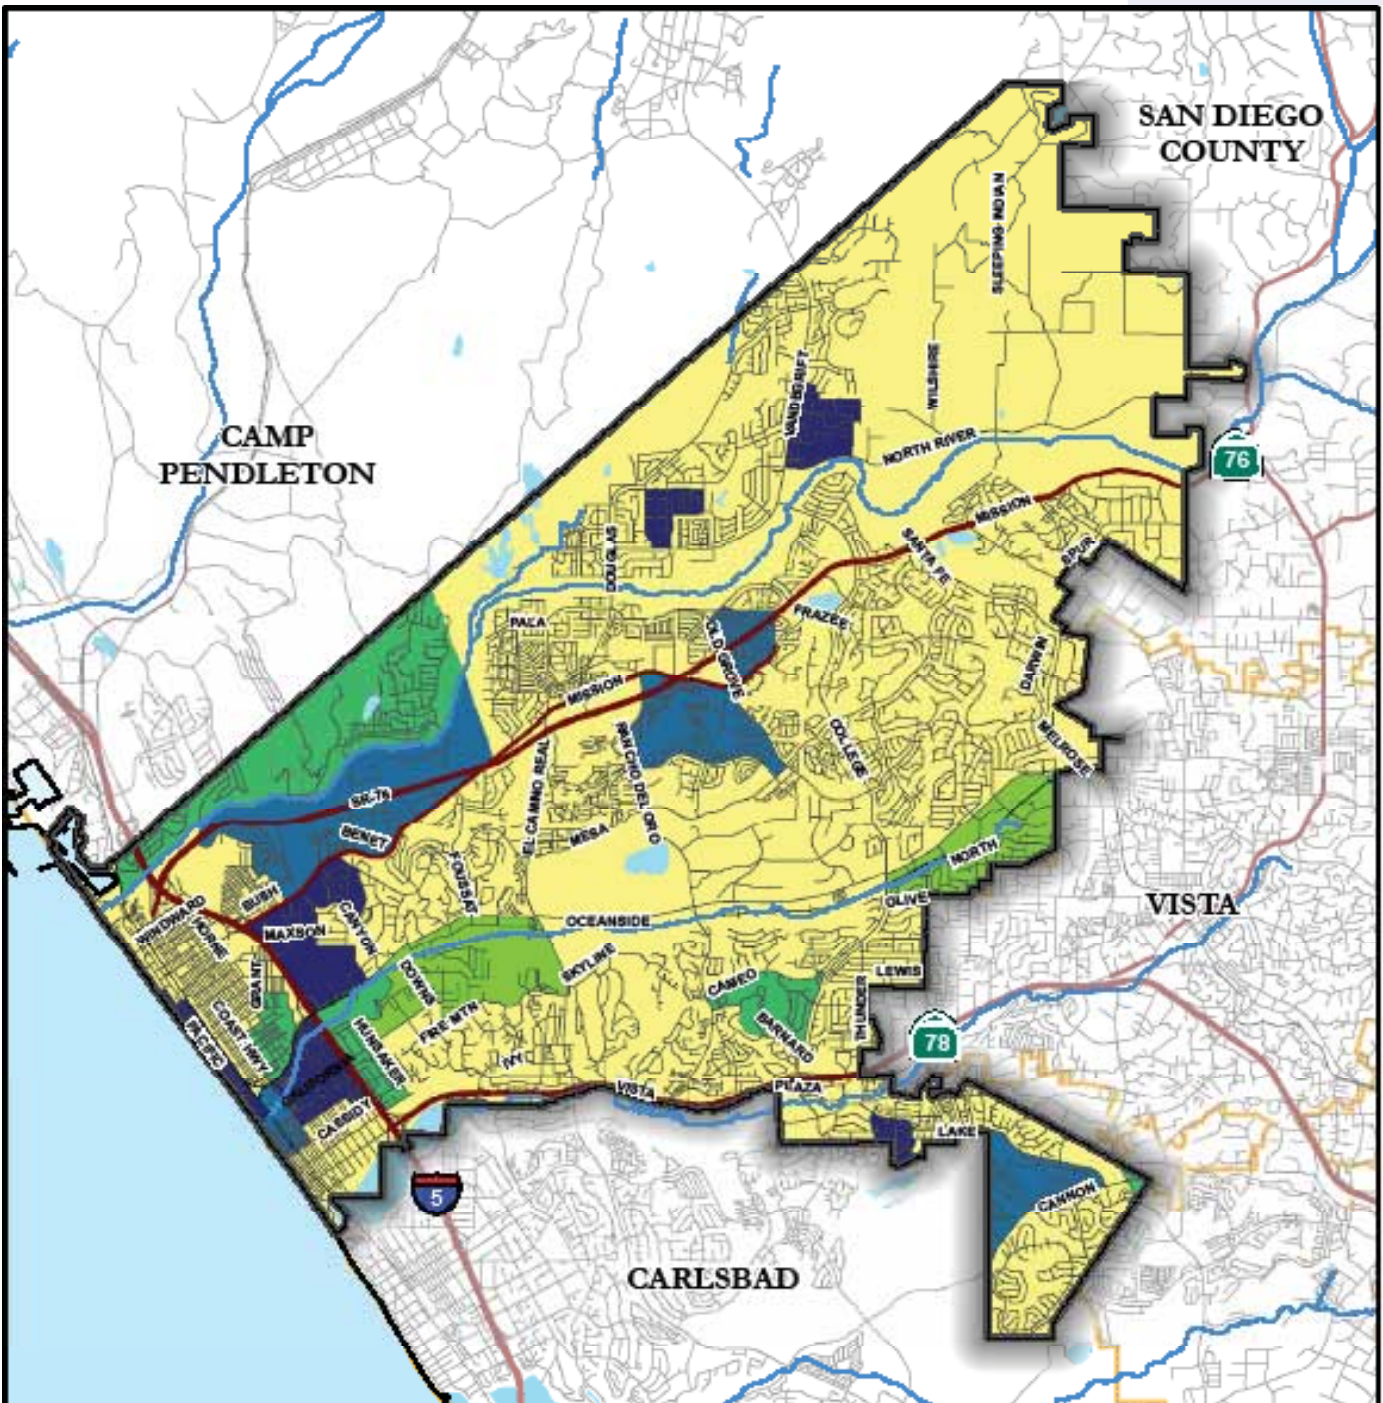 SAN DIEGO
COUNTY
SLEEPING INDIAN
WILSHIRE
VANDEGRIFT
CAMP
PENDLETON
NORTH RIVER
76
MISSION
SANTA FE
SPUR
DOUGLAS
PALA
FRAZEE
OLD GROVE
DARWIN
MISSION
MELROSE
COLLEGE
RANCHO DEL ORO
EL CAMINO REAL
SR-76
BENET
MESA
NORTH
FOUSSAT
OLIVE
VISTA
BUSH
WINDWARD
HORNE
MAXSON
CANYON
OCEANSIDE
SKYLINE
LEWIS
GRANT
DOWNS
CAMEO
THUNDER
FIRE MTN
COAST HWY
PACIFIC
HUNSAKER
BARNARD
78
IVY
VISTA
PLAZA
CASSIDY
LAKE
CANNON
5
CARLSBAD